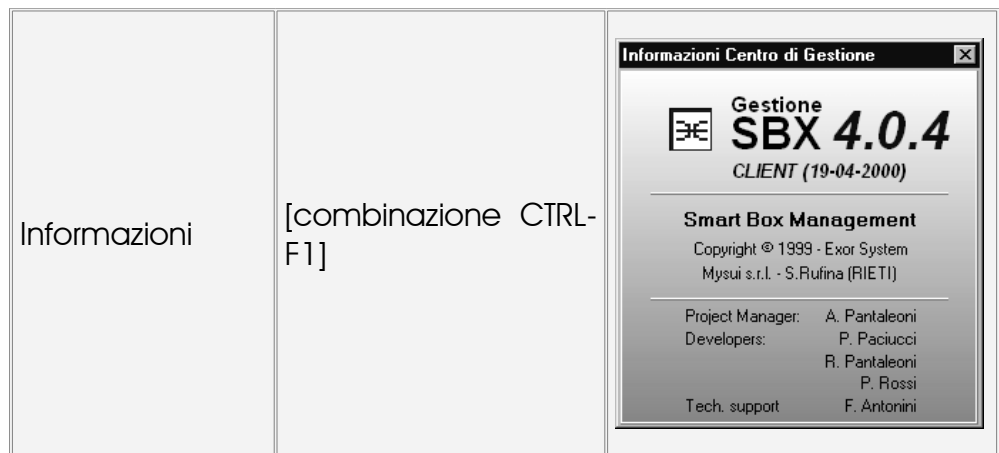 Informazioni
[combinazione CTRL-
F1]
Informazioni Centro di Gestione
Gestione
SBX 4.0.4
CLIENT (19-04-2000)
Smart Box Management
Copyright © 1999 - Exor System
Mysui s.r.l. - S.Rufina (RIETI)
Project Manager: A. Pantaleoni
Developers: P. Paciucci
R. Pantaleoni
P. Rossi
Tech. support F. Antonini